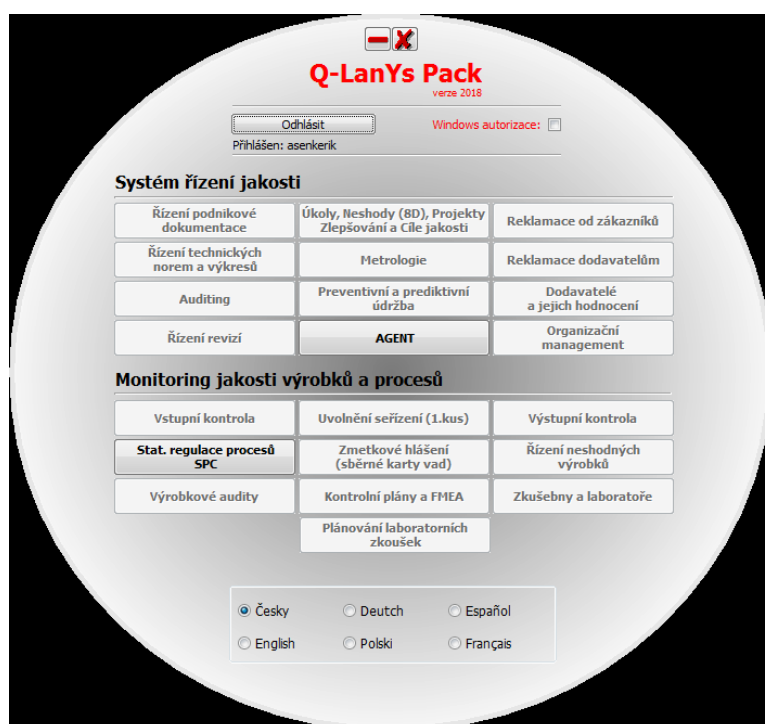 Q-LanYs Pack
verze 2018
Odhlásit
Windows autorizace:
Přihlášen: asenkerik
Systém řízení jakosti
Řízení podnikové
dokumentace
Úkoly, Neshody (8D), Projekty
Zlepšování a Cíle jakosti
Reklamace od zákazníků
Řízení technických
norem a výkresů
Metrologie
Reklamace dodavatelům
Auditing
Preventivní a prediktivní
údržba
Dodavatelé
a jejich hodnocení
Řízení revizí
AGENT
Organizační
management
Monitoring jakosti výrobků a procesů
Vstupní kontrola
Uvolnění seřízení (1.kus)
Výstupní kontrola
Stat. regulace procesů
SPC
Zmetkové hlášení
(sběrné karty vad)
Řízení neshodných
výrobků
Výrobkové audity
Kontrolní plány a FMEA
Zkušebny a laboratoře
Plánování laboratorních
zkoušek
Česky
Deutch
Español
English
Polski
Français